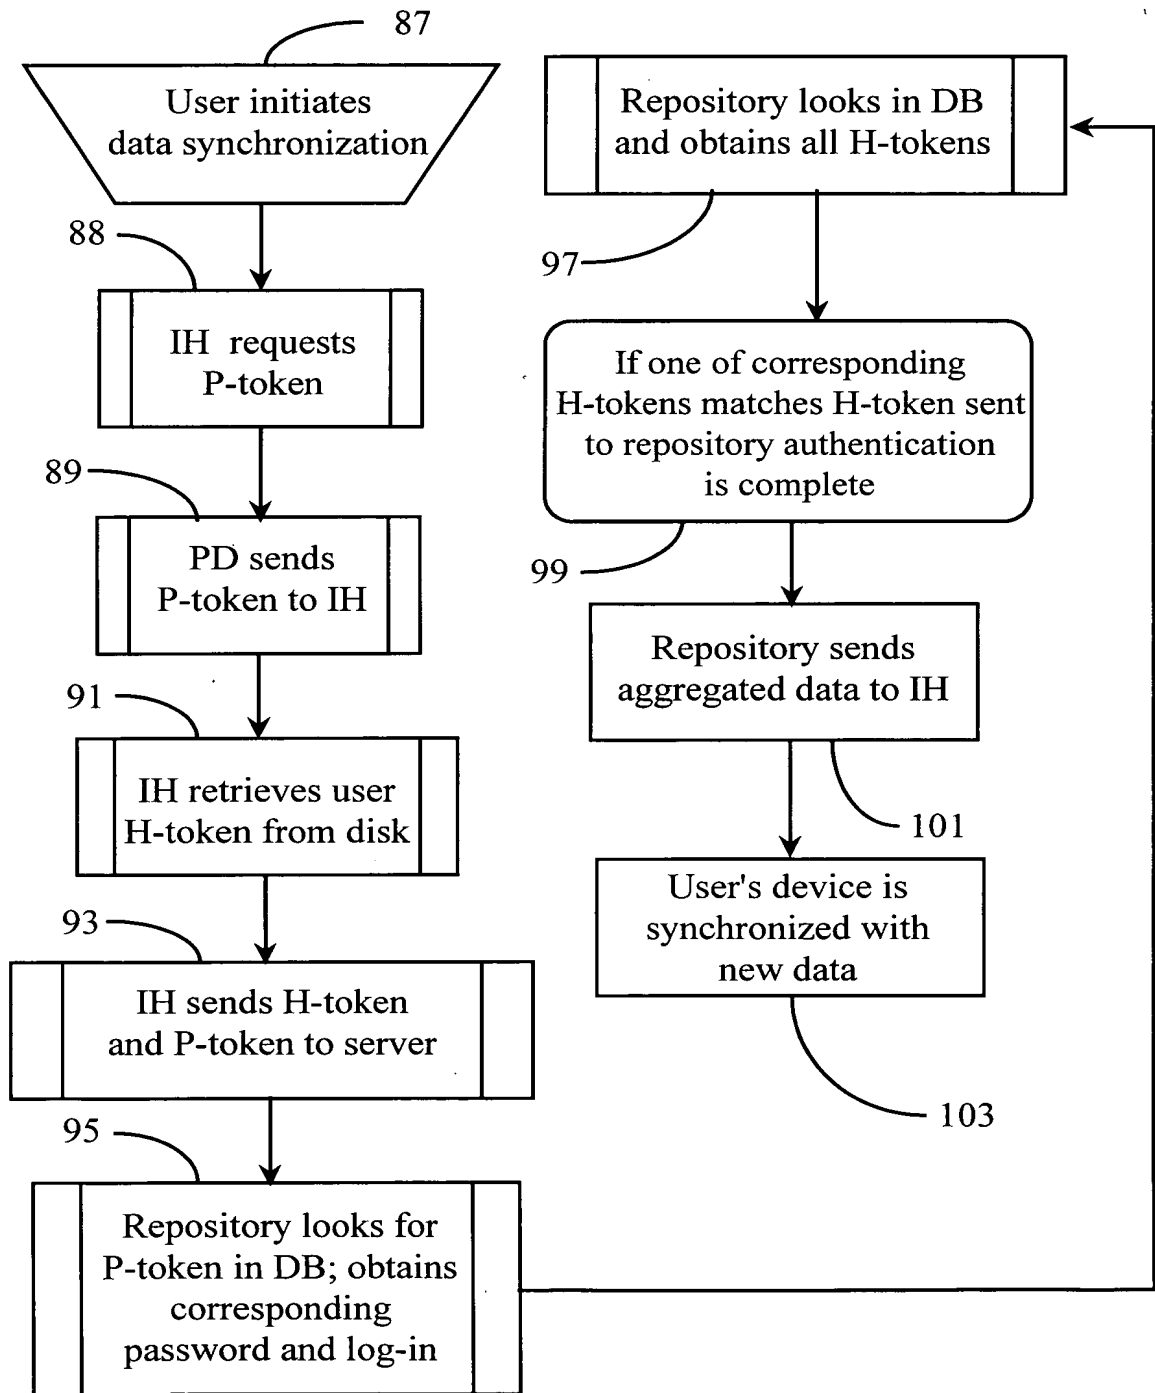 87
User initiates
data synchronization
88
IH requests
P-token
89
PD sends
P-token to IH
91
IH retrieves user
H-token from disk
93
IH sends H-token
and P-token to server
95
Repository looks for
P-token in DB; obtains
corresponding
password and log-in
Repository looks in DB
and obtains all H-tokens
97
If one of corresponding
H-tokens matches H-token sent
to repository authentication
is complete
99
Repository sends
aggregated data to IH
101
User's device is
synchronized with
new data
103